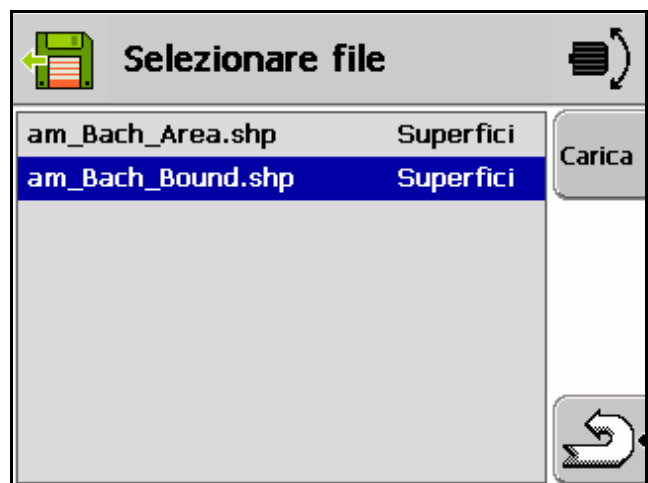 Selezionare file
am_Bach_Area.shp Superfici
am_Bach_Bound.shp Superfici
Carica